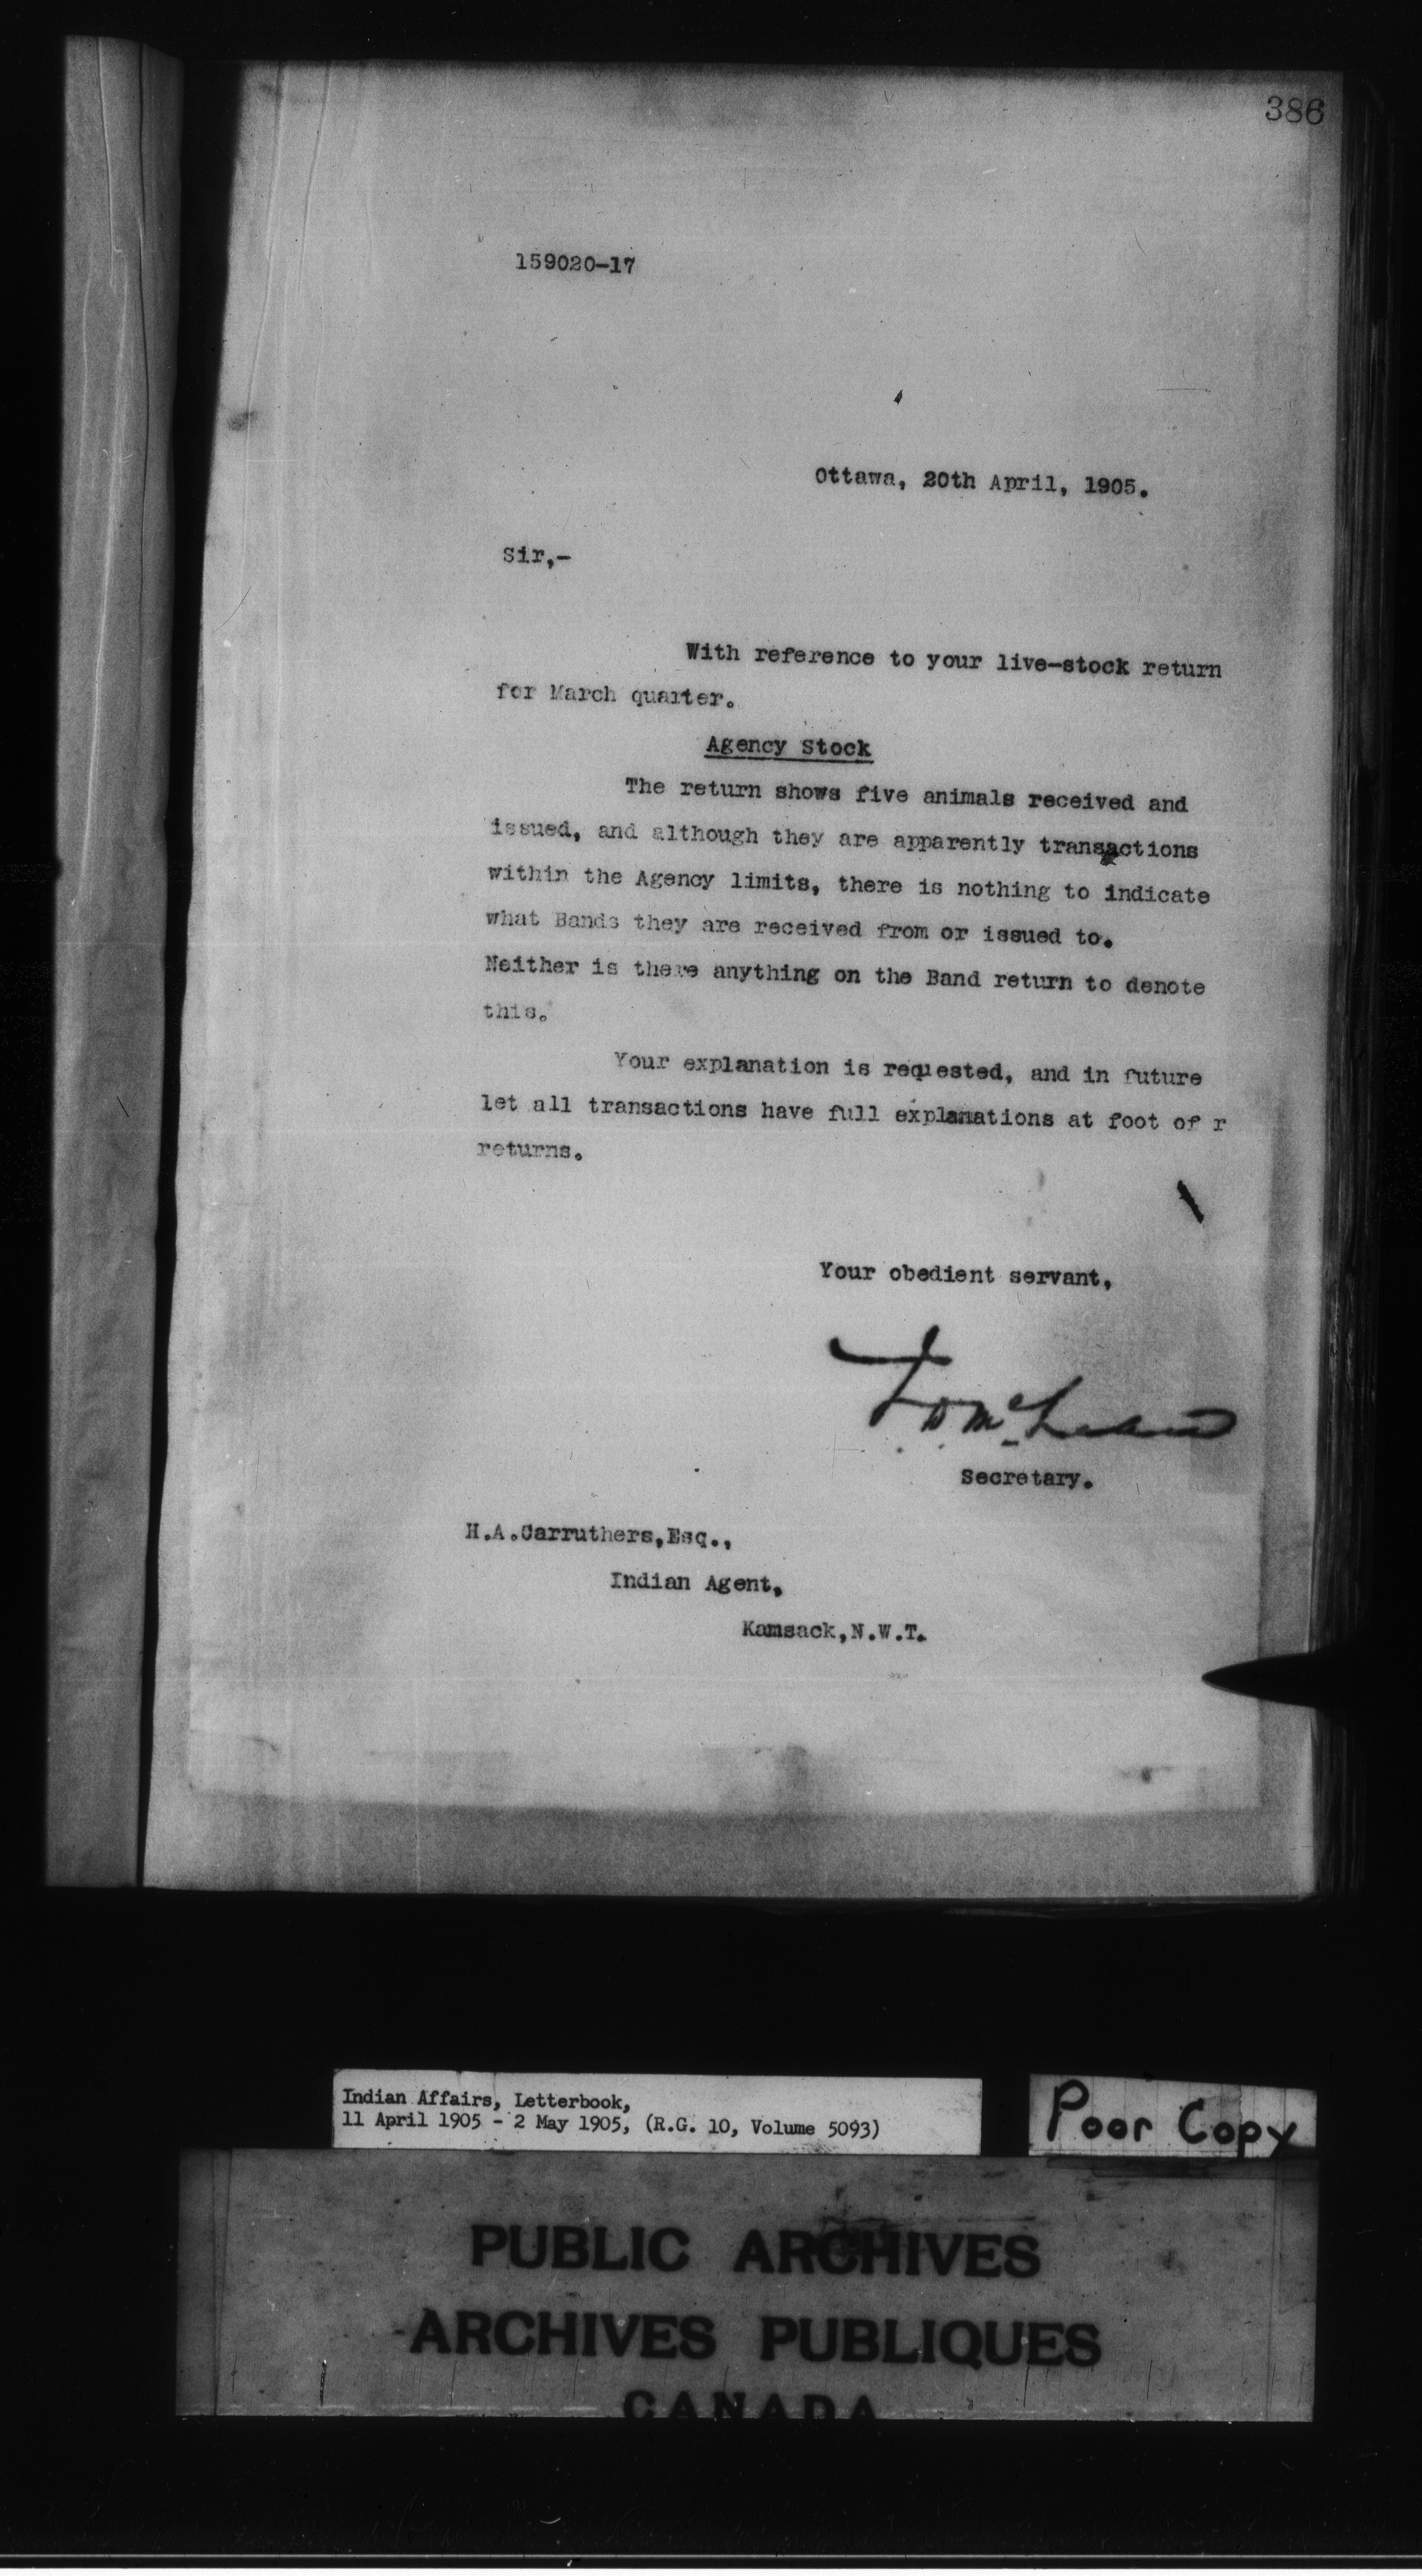 386
159020-17
Ottawa, 20th April, 1905.
Sir,-
With reference to your live-stock return
for March quarter.
Agency Stock
The return shows five animals received and
issued, and although they are apparently transactions
within the Agency limits, there is nothing to indicate
what Bands they are received from or issued to.
Neither is there anything on the Band return to denote
this.
Your explanation is requested, and in future
let all transactions have full explanations at foot of r
returns.
Your obedient servant,
Secretary.
H.A.Carruthers,Esq.,
Indian Agent,
Kamsack,N.W.T.
Indian Affairs, Letterbook,
11 April 1905 - 2 May 1905, (R.G. 10, Volume 5093)
Poor Copy
PUBLIC ARCHIVES
ARCHIVES PUBLIQUES
CANADA